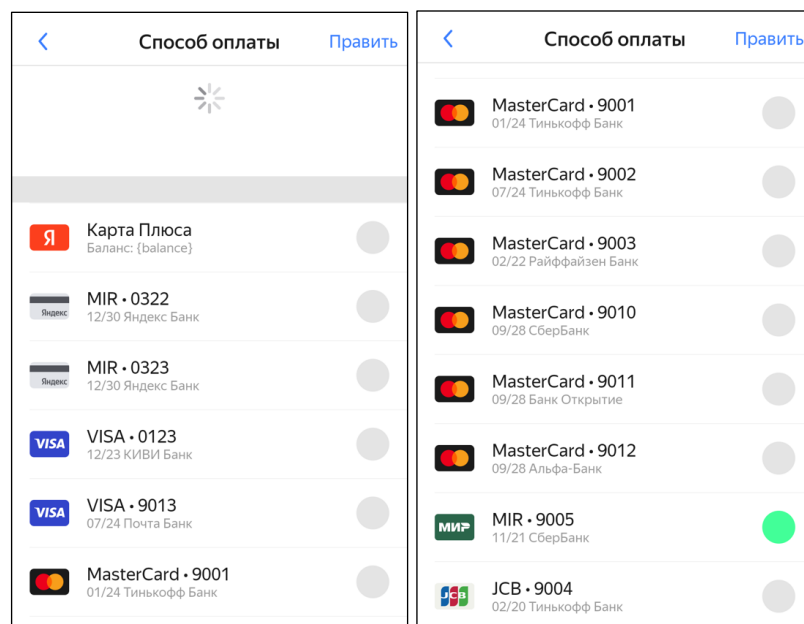 Способ оплаты
Править
Я
Карта Плюса
Баланс: {balance}
Яндекс
MIR • 0322
12/30 Яндекс Банк
Яндекс
MIR • 0323
12/30 Яндекс Банк
VISA
VISA • 0123
12/23 КИВИ Банк
VISA
VISA • 9013
07/24 Почта Банк
MasterCard • 9001
01/24 Тинькофф Банк
Способ оплаты
Править
MasterCard • 9001
01/24 Тинькофф Банк
MasterCard • 9002
07/24 Тинькофф Банк
MasterCard • 9003
02/22 Райффайзен Банк
MasterCard • 9010
09/28 СберБанк
MasterCard • 9011
09/28 Банк Открытие
MasterCard • 9012
09/28 Альфа-Банк
МИР
MIR • 9005
11/21 СберБанк
JCB
JCB • 9004
02/20 Тинькофф Банк